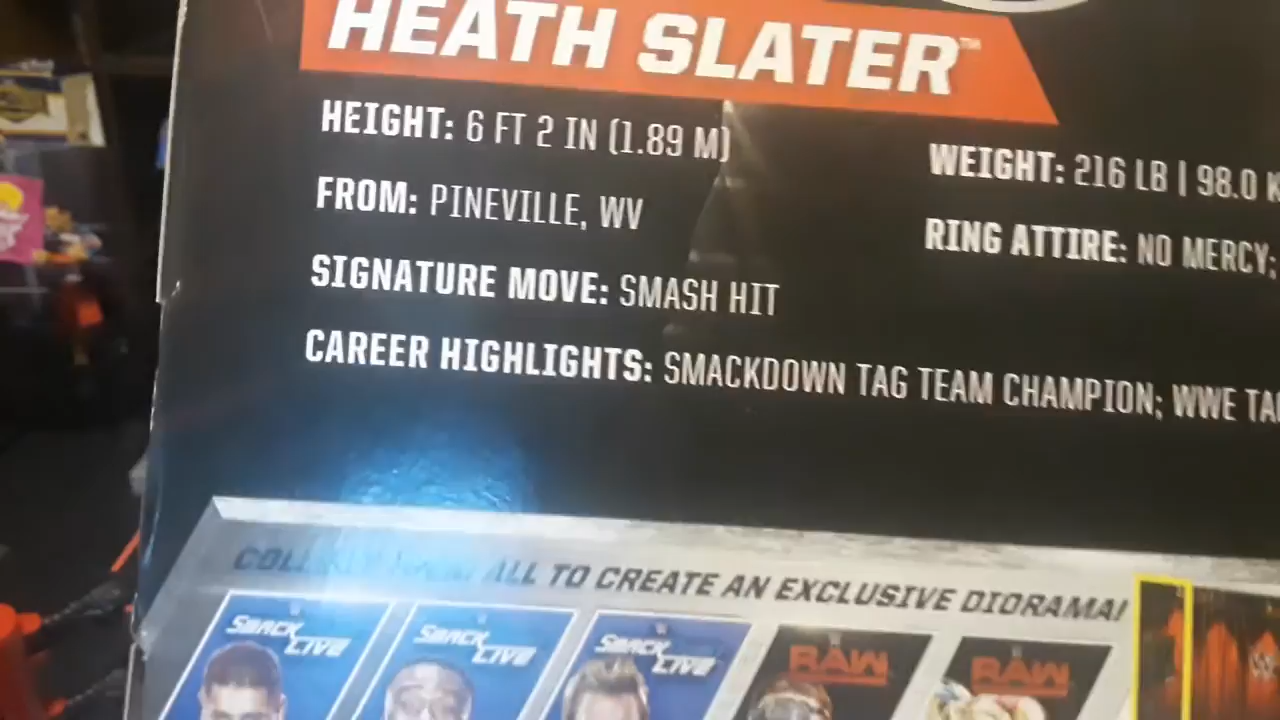 HEATH SLATER™
HEIGHT: 6 FT 2 IN (1.89 M)
WEIGHT: 216 LB | 98.0 K
FROM: PINEVILLE, WV
RING ATTIRE: NO MERCY;
SIGNATURE MOVE: SMASH HIT
CAREER HIGHLIGHTS: SMACKDOWN TAG TEAM CHAMPION; WWE TA
ALL TO CREATE AN EXCLUSIVE DIORAMA!
SMACK LIVE
SMACK LIVE
SMACK LIVE
RAW
RAW